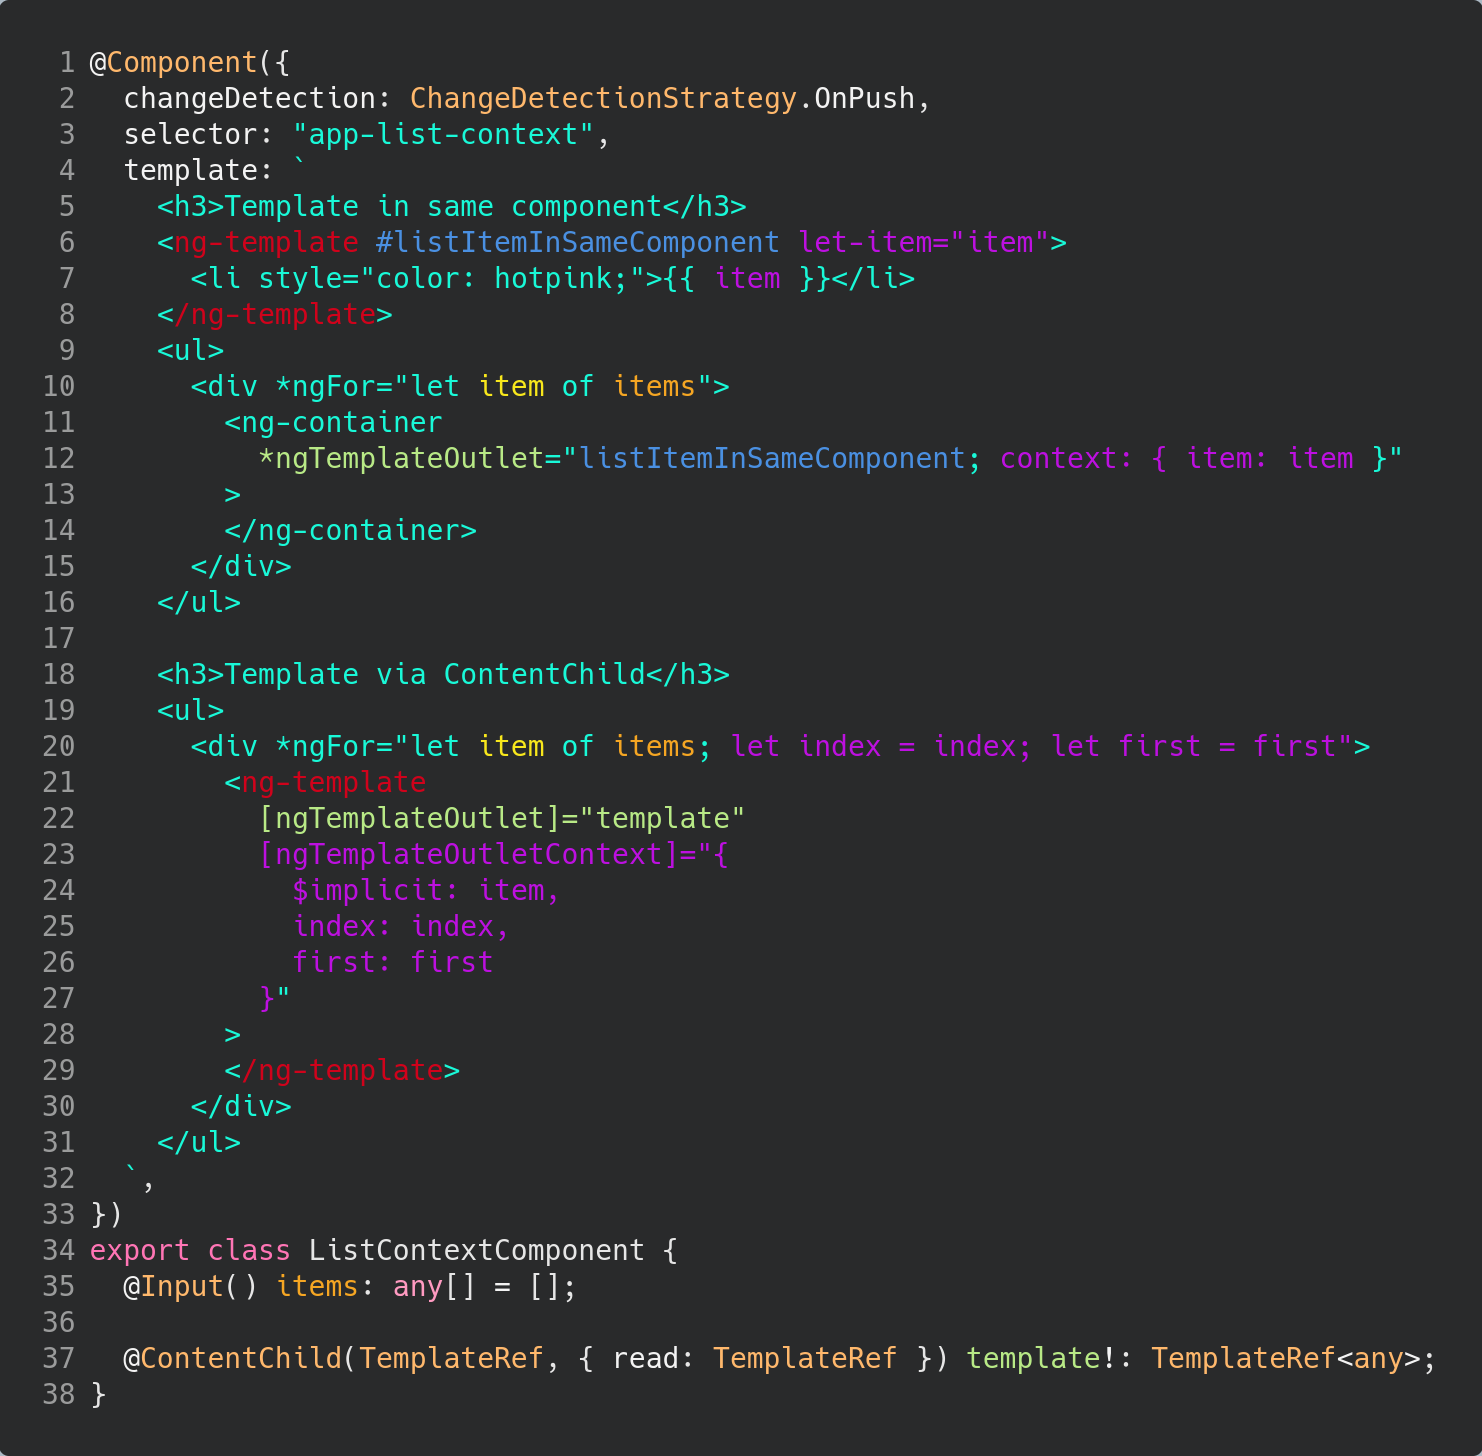 1 @Component({
2   changeDetection: ChangeDetectionStrategy.OnPush,
3   selector: "app-list-context",
4   template: `
5     <h3>Template in same component</h3>
6     <ng-template #listItemInSameComponent let-item="item">
7       <li style="color: hotpink;">{{ item }}</li>
8     </ng-template>
9     <ul>
10       <div *ngFor="let item of items">
11         <ng-container
12           *ngTemplateOutlet="listItemInSameComponent; context: { item: item }"
13         >
14         </ng-container>
15       </div>
16     </ul>
17
18     <h3>Template via ContentChild</h3>
19     <ul>
20       <div *ngFor="let item of items; let index = index; let first = first">
21         <ng-template
22           [ngTemplateOutlet]="template"
23           [ngTemplateOutletContext]="{
24             $implicit: item,
25             index: index,
26             first: first
27           }"
28         >
29         </ng-template>
30       </div>
31     </ul>
32   `,
33 })
34 export class ListContextComponent {
35   @Input() items: any[] = [];
36
37   @ContentChild(TemplateRef, { read: TemplateRef }) template!: TemplateRef<any>;
38 }